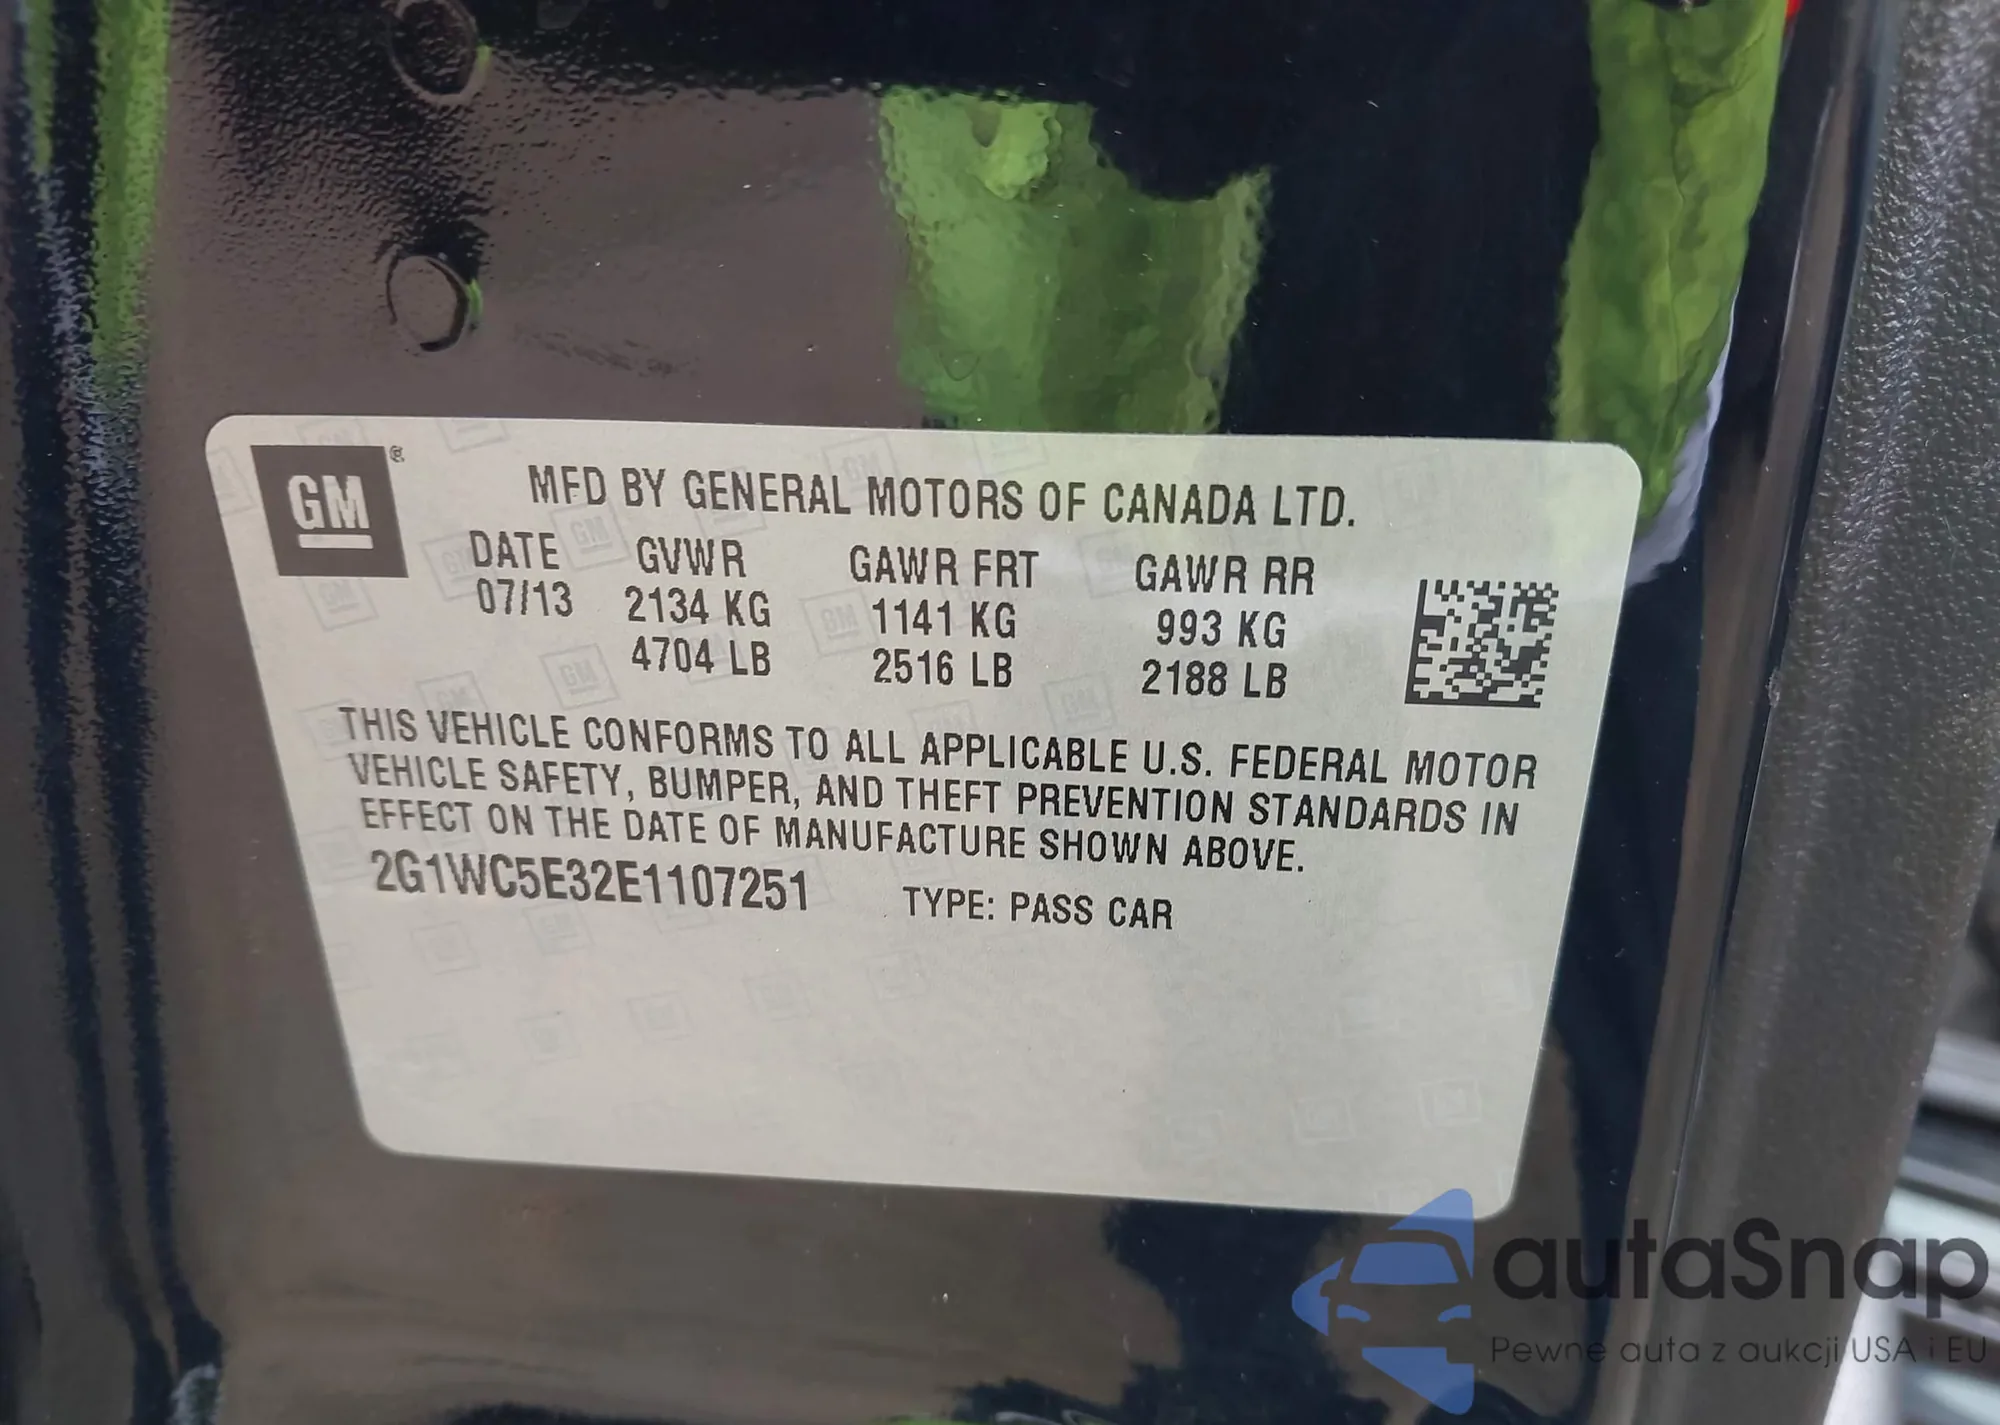 GM®
MFD BY GENERAL MOTORS OF CANADA LTD.
DATE GVWR GAWR FRT GAWR RR
07/13 2134 KG 1141 KG 993 KG
4704 LB 2516 LB 2188 LB
THIS VEHICLE CONFORMS TO ALL APPLICABLE U.S. FEDERAL MOTOR
VEHICLE SAFETY, BUMPER, AND THEFT PREVENTION STANDARDS IN
EFFECT ON THE DATE OF MANUFACTURE SHOWN ABOVE.
2G1WC5E32E1107251 TYPE: PASS CAR
autaSnap
Pewne auta z aukcji USA i EU